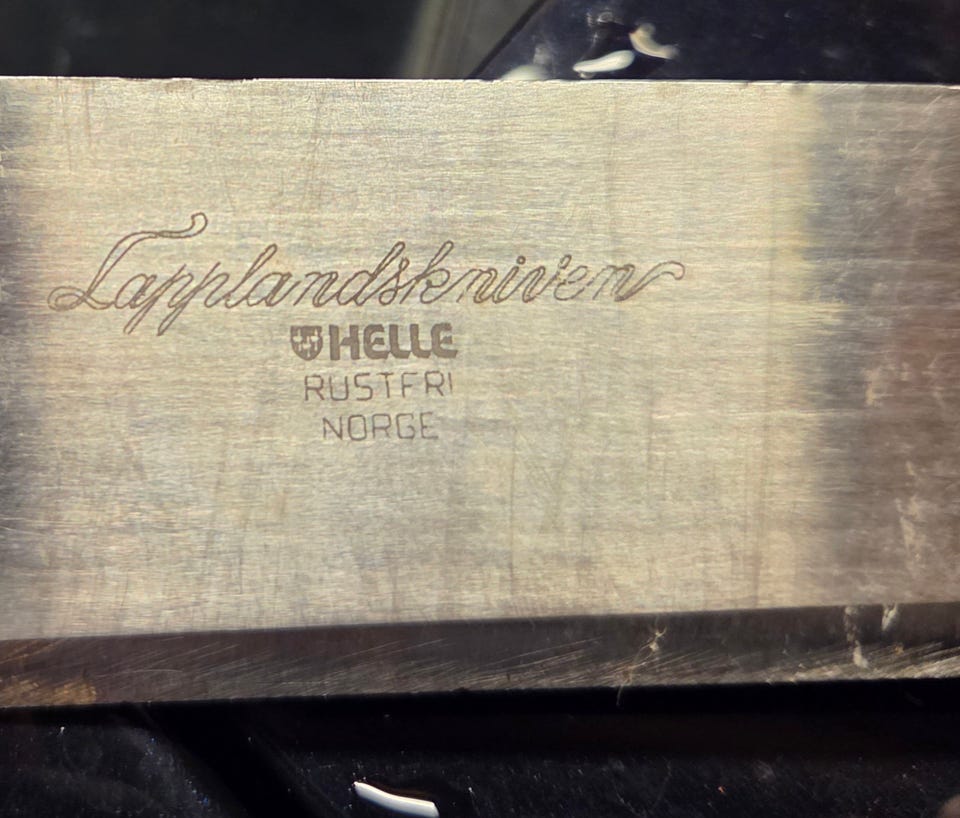 Lapplandskniven
HELLE
RUSTFRI
NORGE